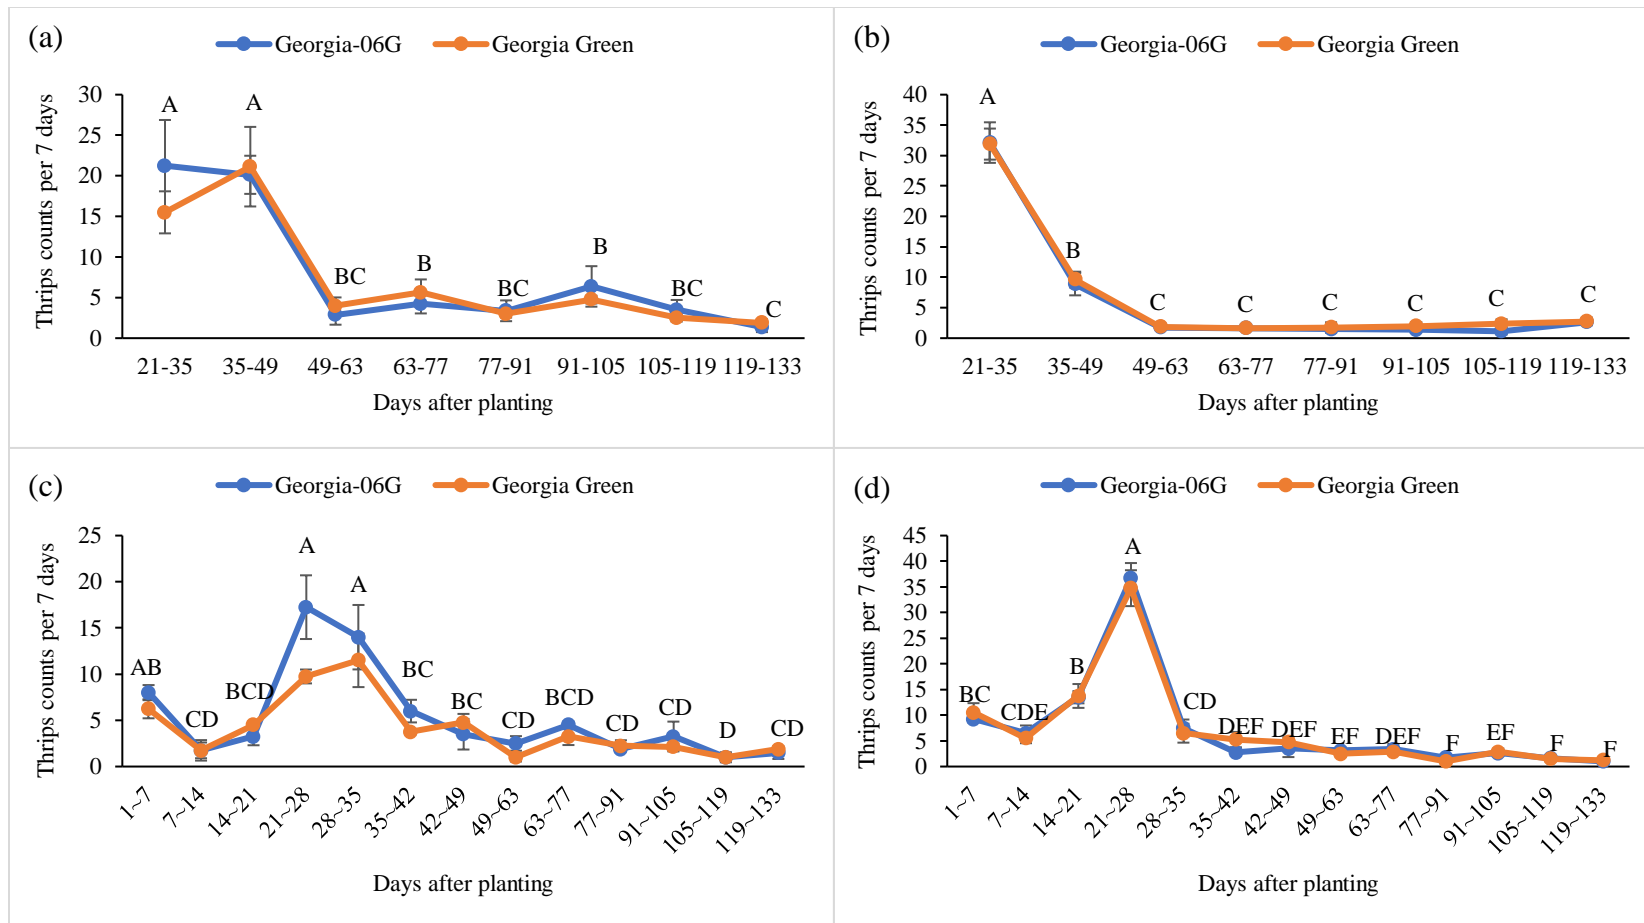 (a)
Georgia-06G Georgia Green
Thrips counts per 7 days
30
25
20
15
10
5
0
A A BC B BC B BC C
21-35 35-49 49-63 63-77 77-91 91-105 105-119 119-133
Days after planting
(b)
Georgia-06G Georgia Green
Thrips counts per 7 days
40
35
30
25
20
15
10
5
0
A B C C C C C C
21-35 35-49 49-63 63-77 77-91 91-105 105-119 119-133
Days after planting
(c)
Georgia-06G Georgia Green
Thrips counts per 7 days
25
20
15
10
5
0
AB CD BCD A A BC BC CD BCD CD CD D CD
1~7 7~14 14~21 21~28 28~35 35~42 42~49 49~63 63~77 77~91 91~105 105~119 119~133
Days after planting
(d)
Georgia-06G Georgia Green
Thrips counts per 7 days
45
40
35
30
25
20
15
10
5
0
BC CDE B A CD DEF DEF EF DEF F EF F F
1~7 7~14 14~21 21~28 28~35 35~42 42~49 49~63 63~77 77~91 91~105 105~119 119~133
Days after planting